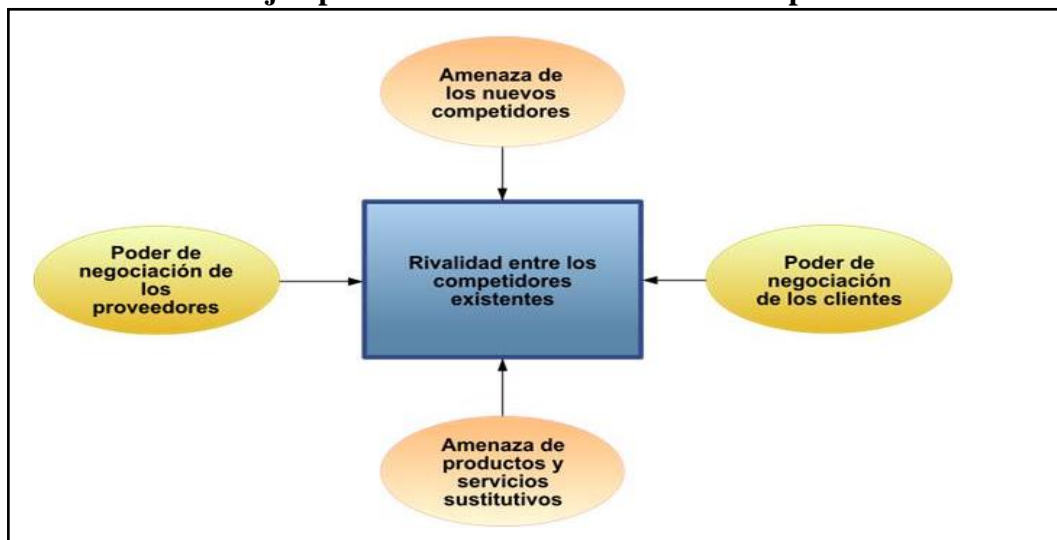 Amenaza de
los nuevos
competidores
Poder de
negociación de
los
proveedores
Rivalidad entre los
competidores
existentes
Poder de
negociación
de los clientes
Amenaza de
productos y
servicios
sustitutivos